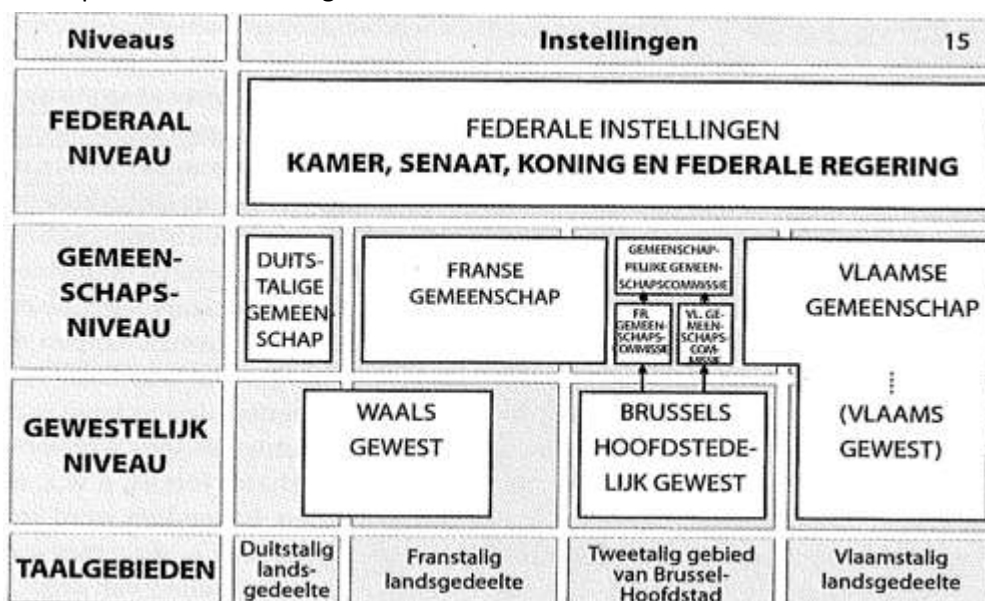 Niveaus
Instellingen
15
FEDERAAL
NIVEAU
FEDERALE INSTELLINGEN
KAMER, SENAAT, KONING EN FEDERALE REGERING
GEMEEN-
SCHAPS-
NIVEAU
DUITS-
TALIGE
GEMEEN-
SCHAP
FRANSE
GEMEENSCHAP
GEMEENSCHAP-
PELIJKE GEMEEN-
SCHAPSCOMMISSIE
FR.
GEMEEN-
SCHAPS-
COMMISSIE
VL. GE-
MEEN-
SCHAPS-
COM-
MISSIE
VLAAMSE
GEMEENSCHAP
GEWESTELIJK
NIVEAU
WAALS
GEWEST
BRUSSELS
HOOFDSTEDE-
LIJK GEWEST
(VLAAMS
GEWEST)
TAALGEBIEDEN
Duitstalig
lands-
gedeelte
Franstalig
landsgedeelte
Tweetalig gebied
van Brussel-
Hoofdstad
Vlaamstalig
landsgedeelte